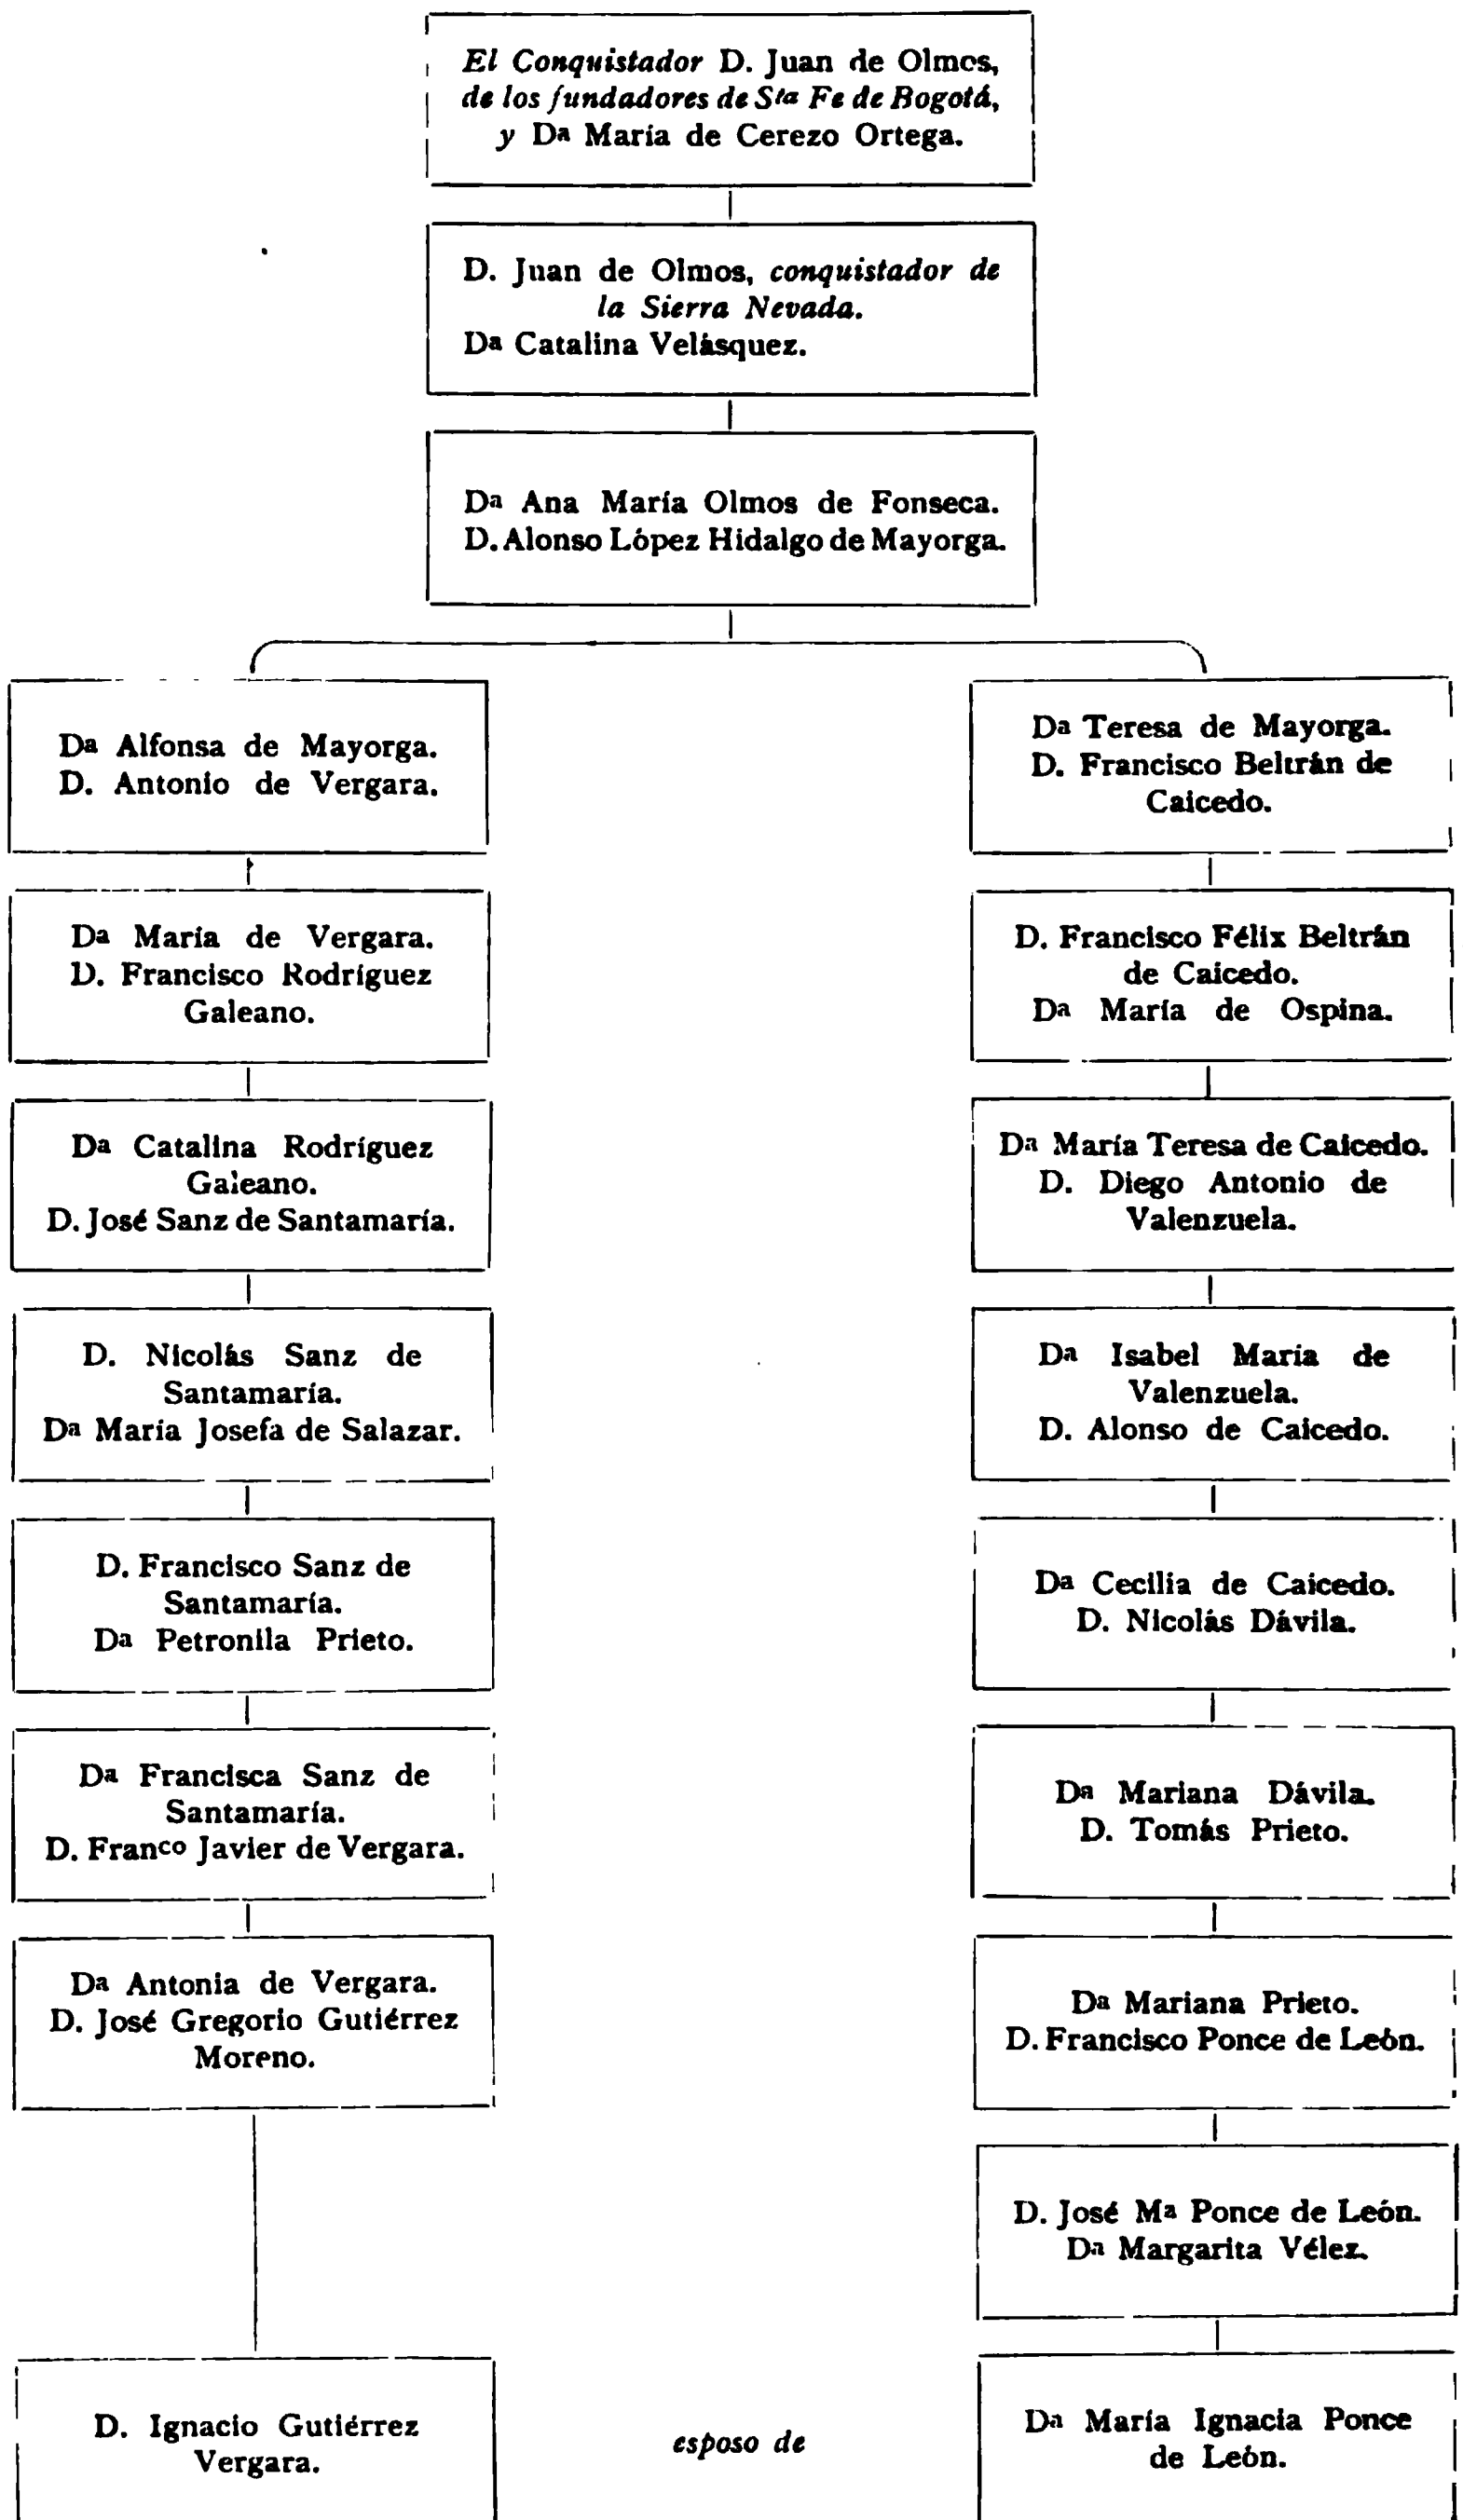 El Conquistador D. Juan de Olmos,
de los fundadores de Sta Fe de Bogotá,
y Da María de Cerezo Ortega.
D. Juan de Olmos, conquistador de
la Sierra Nevada.
Da Catalina Velásquez.
Da Ana María Olmos de Fonseca.
D. Alonso López Hidalgo de Mayorga.
Da Alfonsa de Mayorga.
D. Antonio de Vergara.
Da María de Vergara.
D. Francisco Rodríguez
Galeano.
Da Catalina Rodríguez
Galeano.
D. José Sanz de Santamaría.
D. Nicolás Sanz de
Santamaría.
Da María Josefa de Salazar.
D. Francisco Sanz de
Santamaría.
Da Petronila Prieto.
Da Francisca Sanz de
Santamaría.
D. Franco Javier de Vergara.
Da Antonia de Vergara.
D. José Gregorio Gutiérrez
Moreno.
D. Ignacio Gutiérrez
Vergara.
esposo de
Da Teresa de Mayorga.
D. Francisco Beltrán de
Caicedo.
D. Francisco Félix Beltrán
de Caicedo.
Da María de Ospina.
Da María Teresa de Caicedo.
D. Diego Antonio de
Valenzuela.
Da Isabel Maria de
Valenzuela.
D. Alonso de Caicedo.
Da Cecilia de Caicedo.
D. Nicolás Dávila.
Da Mariana Dávila.
D. Tomás Prieto.
Da Mariana Prieto.
D. Francisco Ponce de León.
D. José Ma Ponce de León.
Da Margarita Vélez.
Da María Ignacia Ponce
de León.